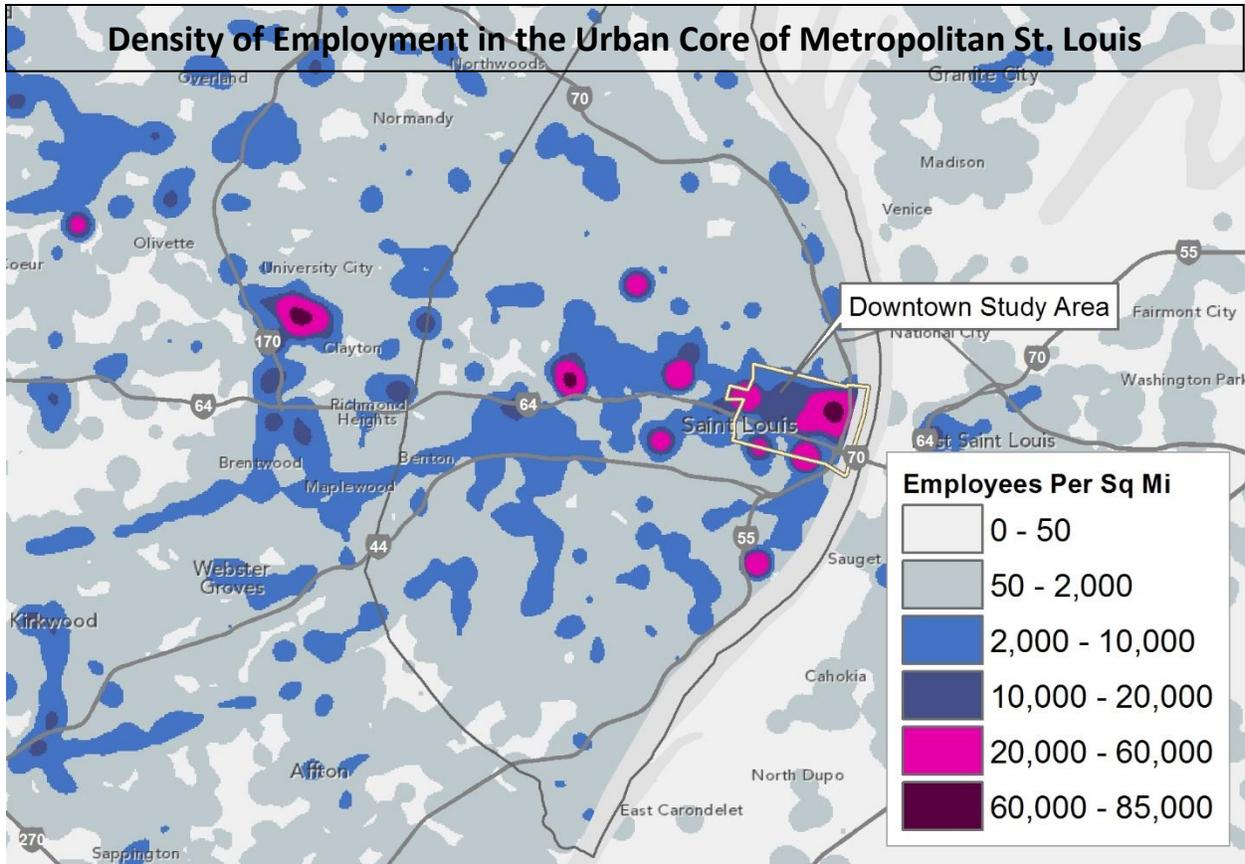 Density of Employment in the Urban Core of Metropolitan St. Louis
Overland
Northwoods
70
Granite City
Normandy
Madison
Venice
Olivette
55
University City
Downtown Study Area
Fairmont City
National City
170
Clayton
70
Washington Park
64
Richmond
Heights
64
Saint Louis
64
Brentwood
Benton
70
Maplewood
44
55
Sauget
Webster
Groves
Kirkwood
Cahokia
Affton
North Dupo
East Carondelet
270
Sappington
Employees Per Sq Mi
0 - 50
50 - 2,000
2,000 - 10,000
10,000 - 20,000
20,000 - 60,000
60,000 - 85,000
st Saint Louis
oeur